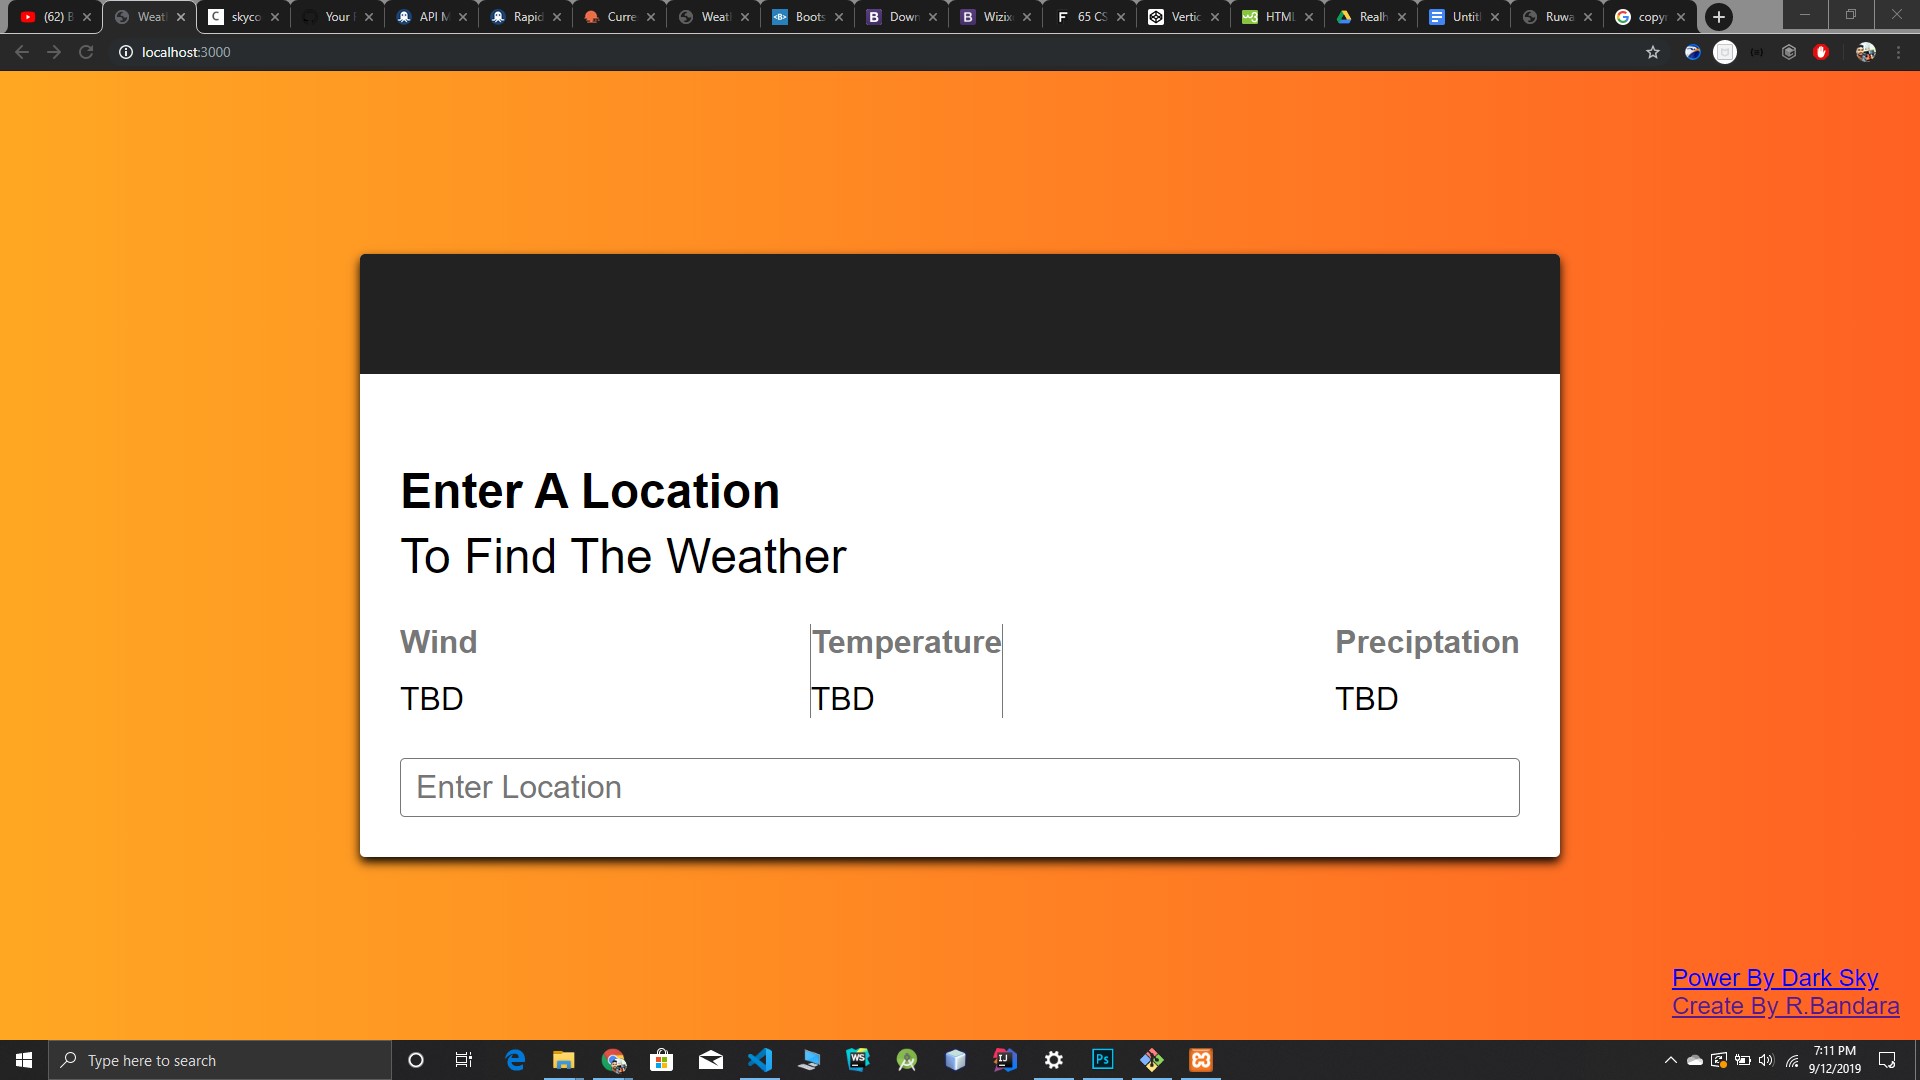 (62) B
Weat
skyco
Your
API M
Rapid
Curre
Weat
Boots
Down
Wizix
65 CS
Vertic
HTML
Realh
Untit
Ruwa
copy
localhost:3000
Enter A Location
To Find The Weather
Wind Temperature Preciptation
TBD TBD TBD
Enter Location
Power By Dark Sky
Create By R.Bandara
Type here to search
7:11 PM
9/12/2019